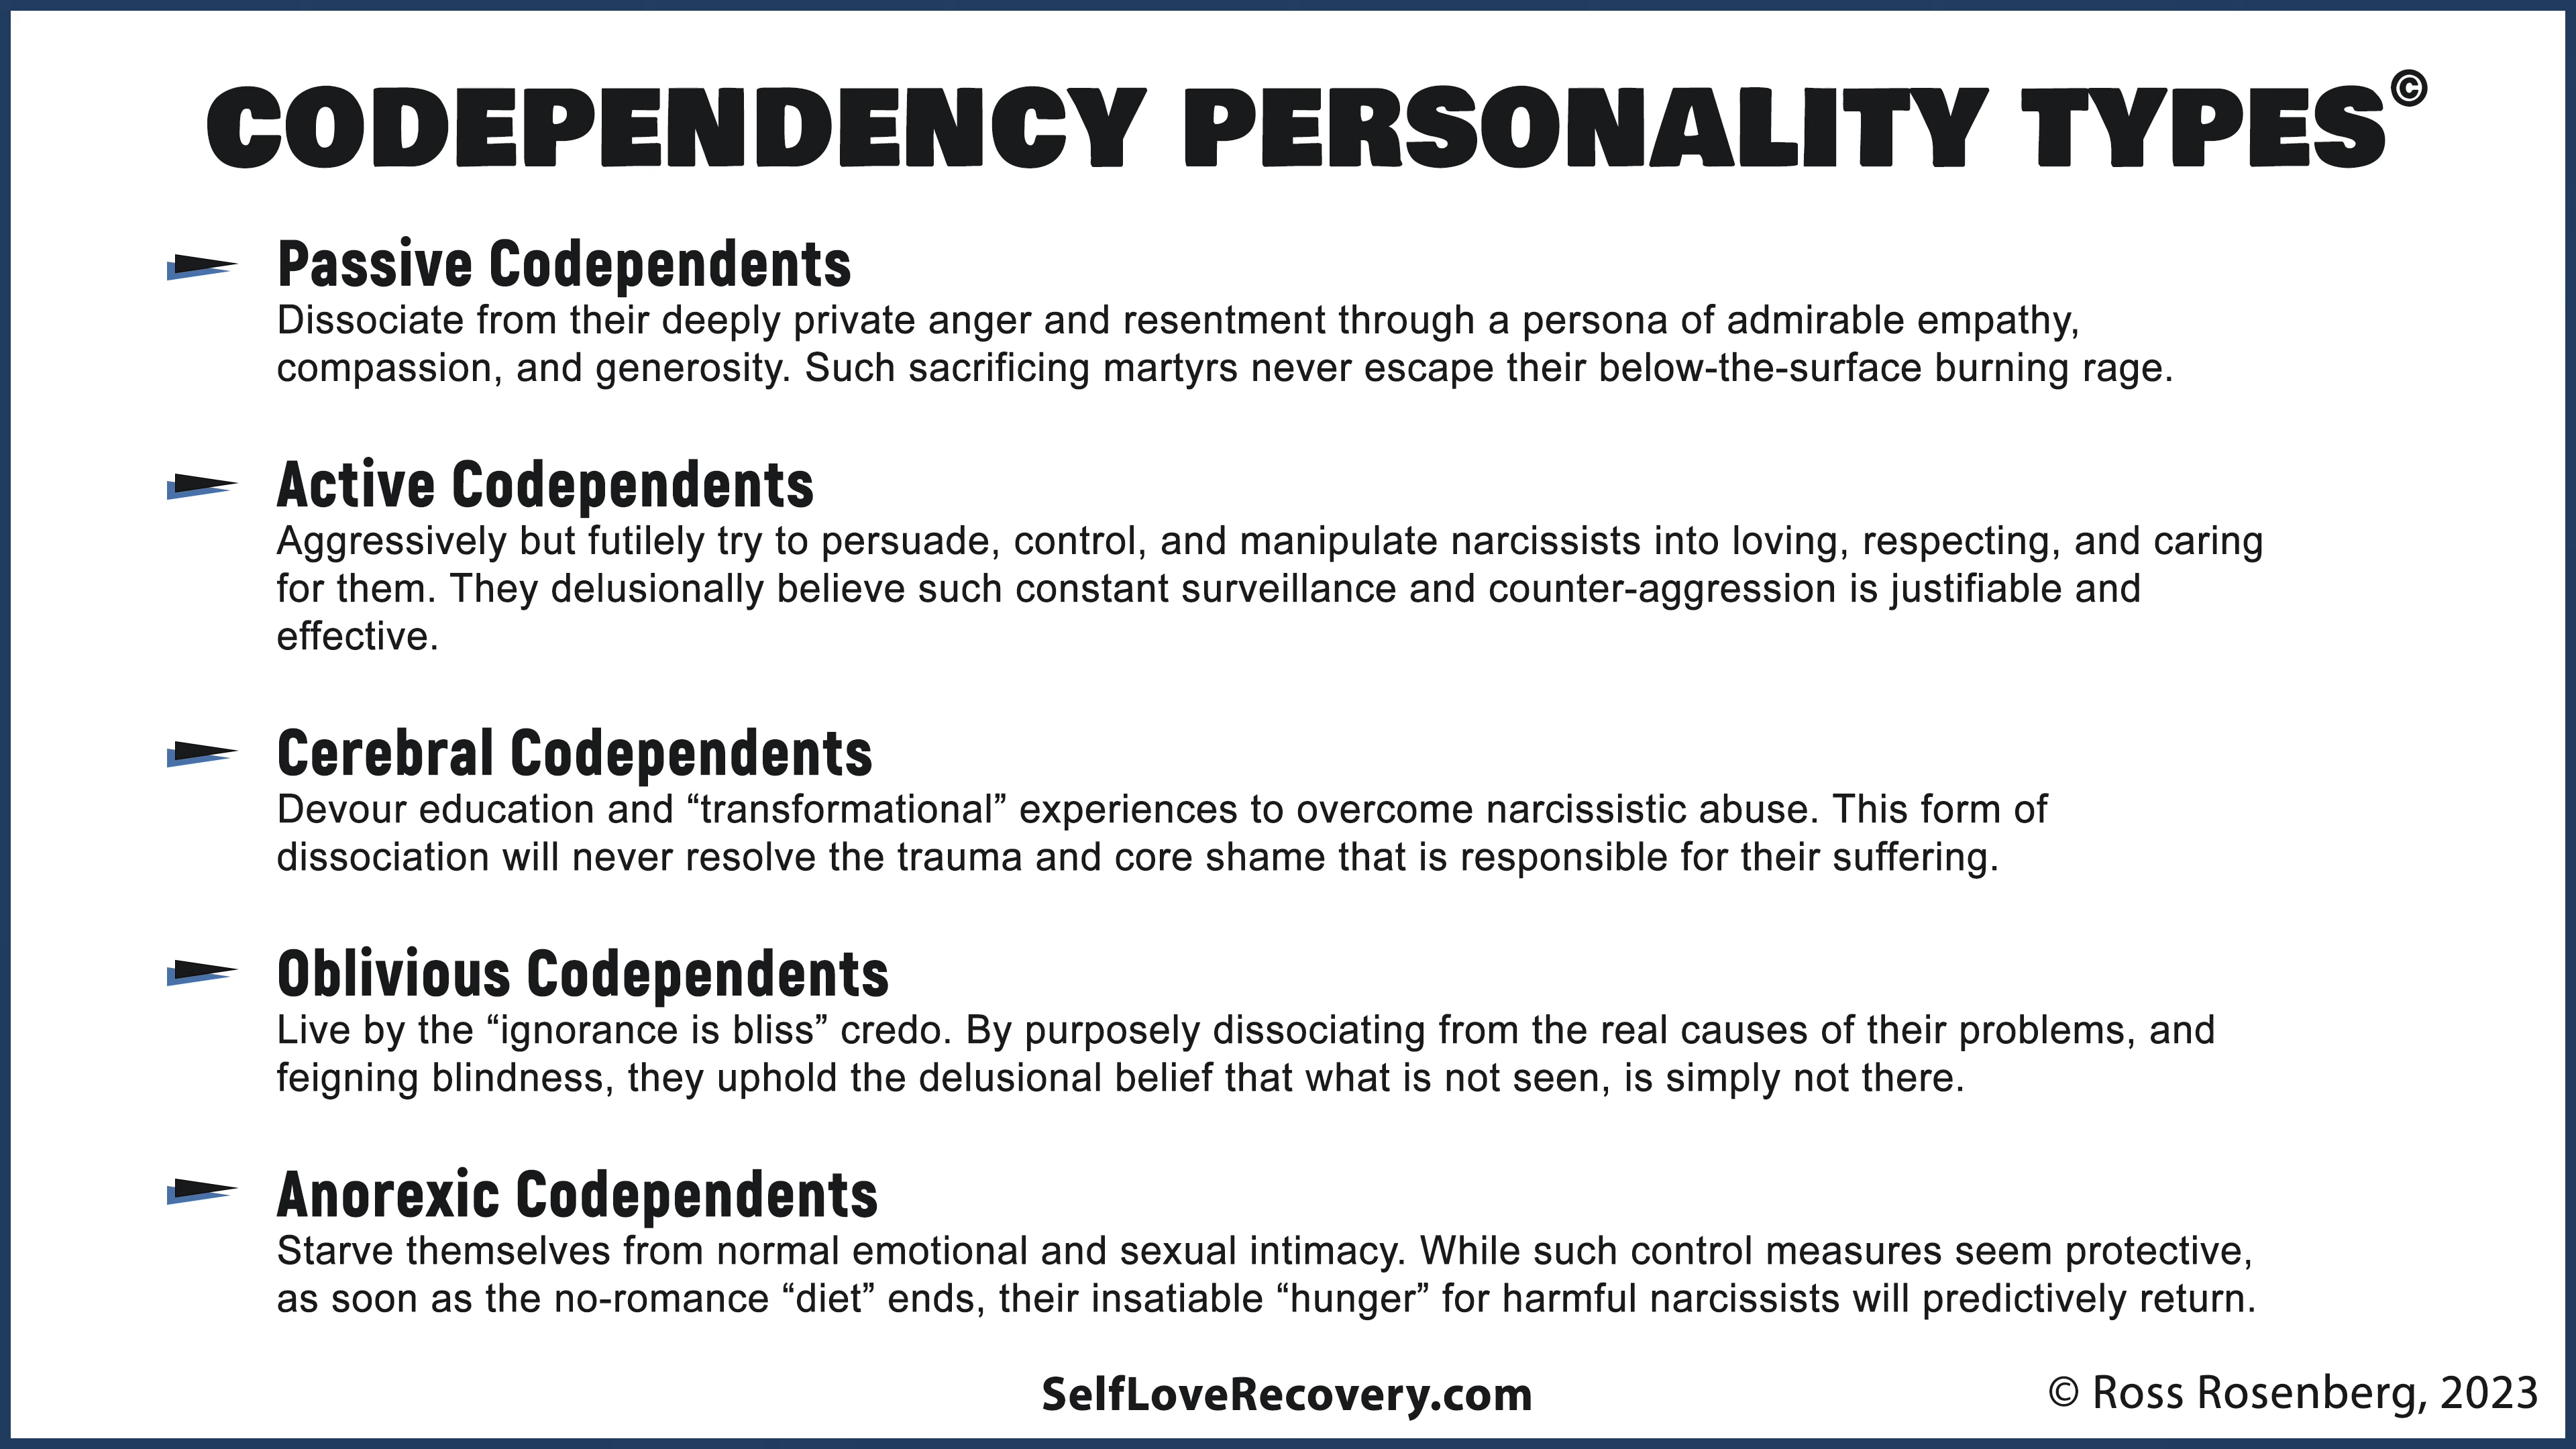 CODEPENDENCY PERSONALITY TYPES©
Passive Codependents
Dissociate from their deeply private anger and resentment through a persona of admirable empathy,
compassion, and generosity. Such sacrificing martyrs never escape their below-the-surface burning rage.
Active Codependents
Aggressively but futilely try to persuade, control, and manipulate narcissists into loving, respecting, and caring
for them. They delusionally believe such constant surveillance and counter-aggression is justifiable and
effective.
Cerebral Codependents
Devour education and “transformational” experiences to overcome narcissistic abuse. This form of
dissociation will never resolve the trauma and core shame that is responsible for their suffering.
Oblivious Codependents
Live by the “ignorance is bliss” credo. By purposely dissociating from the real causes of their problems, and
feigning blindness, they uphold the delusional belief that what is not seen, is simply not there.
Anorexic Codependents
Starve themselves from normal emotional and sexual intimacy. While such control measures seem protective,
as soon as the no-romance “diet” ends, their insatiable “hunger” for harmful narcissists will predictively return.
SelfLoveRecovery.com
© Ross Rosenberg, 2023